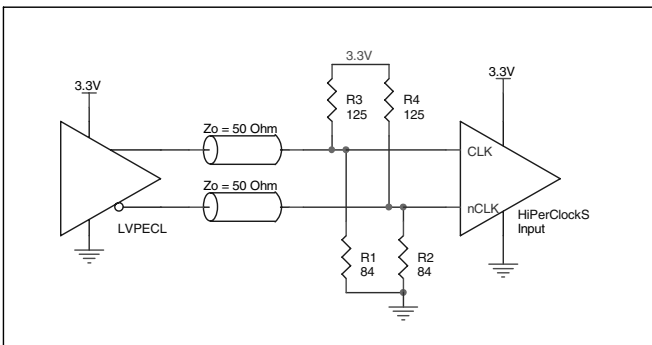 3.3V
3.3V
3.3V
R3
125
R4
125
Zo = 50 Ohm
CLK
Zo = 50 Ohm
nCLK
HiPerClockS
Input
LVPECL
R1
84
R2
84